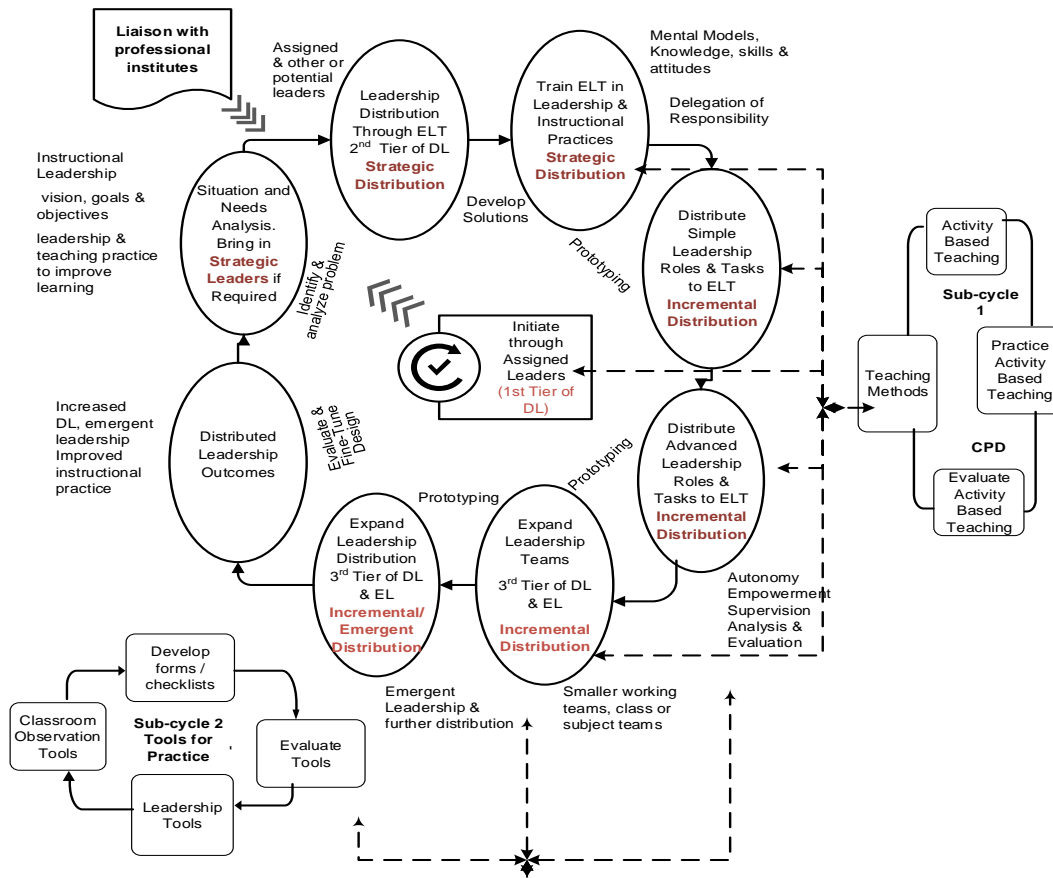 Liaison with
professional
institutes
Assigned
& other or
potential
leaders
Mental Models,
Knowledge, skills &
attitudes
Leadership
Distribution
Through ELT
2nd Tier of DL
Strategic
Distribution
Train ELT in
Leadership &
Instructional
Practices
Strategic
Distribution
Delegation of
Responsibility
Instructional
Leadership
vision, goals &
objectives
leadership &
teaching practice
to improve
learning
Situation and
Needs
Analysis.
Bring in
Strategic
Leaders if
Required
Develop
Solutions
Identify &
analyze problem
Prototyping
Distribute
Simple
Leadership
Roles & Tasks
to ELT
Incremental
Distribution
Initiate
through
Assigned
Leaders
(1st Tier of
DL)
Activity
Based
Teaching
Sub-cycle
1
Teaching
Methods
Practice
Activity
Based
Teaching
CPD
Evaluate
Activity
Based
Teaching
Increased
DL, emergent
leadership
Improved
instructional
practice
Distributed
Leadership
Outcomes
Evaluate &
Fine-Tune
Design
Distribute
Advanced
Leadership
Roles &
Tasks to ELT
Incremental
Distribution
Prototyping
Prototyping
Expand
Leadership
Distribution
3rd Tier of DL
& EL
Incremental/
Emergent
Distribution
Expand
Leadership
Teams
3rd Tier of DL
& EL
Incremental
Distribution
Autonomy
Empowerment
Supervision
Analysis &
Evaluation
Emergent
Leadership &
further distribution
Smaller working
teams, class or
subject teams
Develop
forms /
checklists
Classroom
Observation
Tools
Sub-cycle 2
Tools for
Practice
Evaluate
Tools
Leadership
Tools